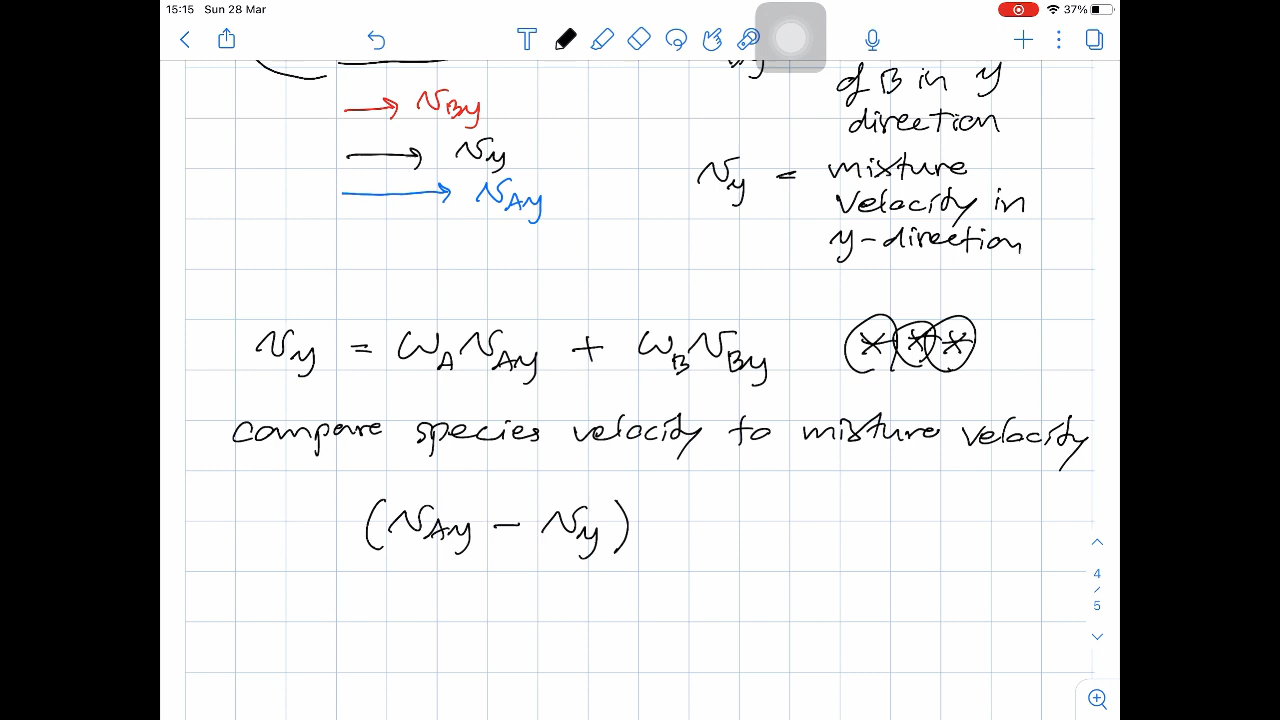 15:15 Sun 28 Mar
37%
T
of B in y
direction
v_By
v_y
v_Ay
v_y = mixture
velocity in
y-direction
v_y = ω_A v_Ay + ω_B v_By ***
compare species velocity to mixture velocity
(v_Ay - v_y)
4
/
5